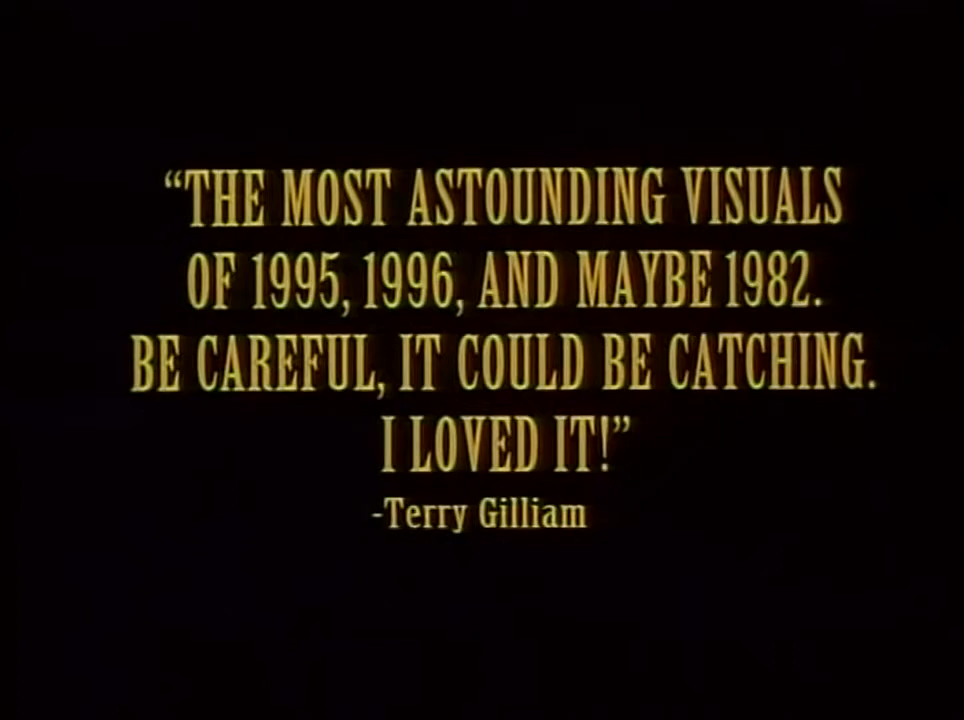 “THE MOST ASTOUNDING VISUALS
OF 1995, 1996, AND MAYBE 1982.
BE CAREFUL, IT COULD BE CATCHING.
I LOVED IT!”
-Terry Gilliam